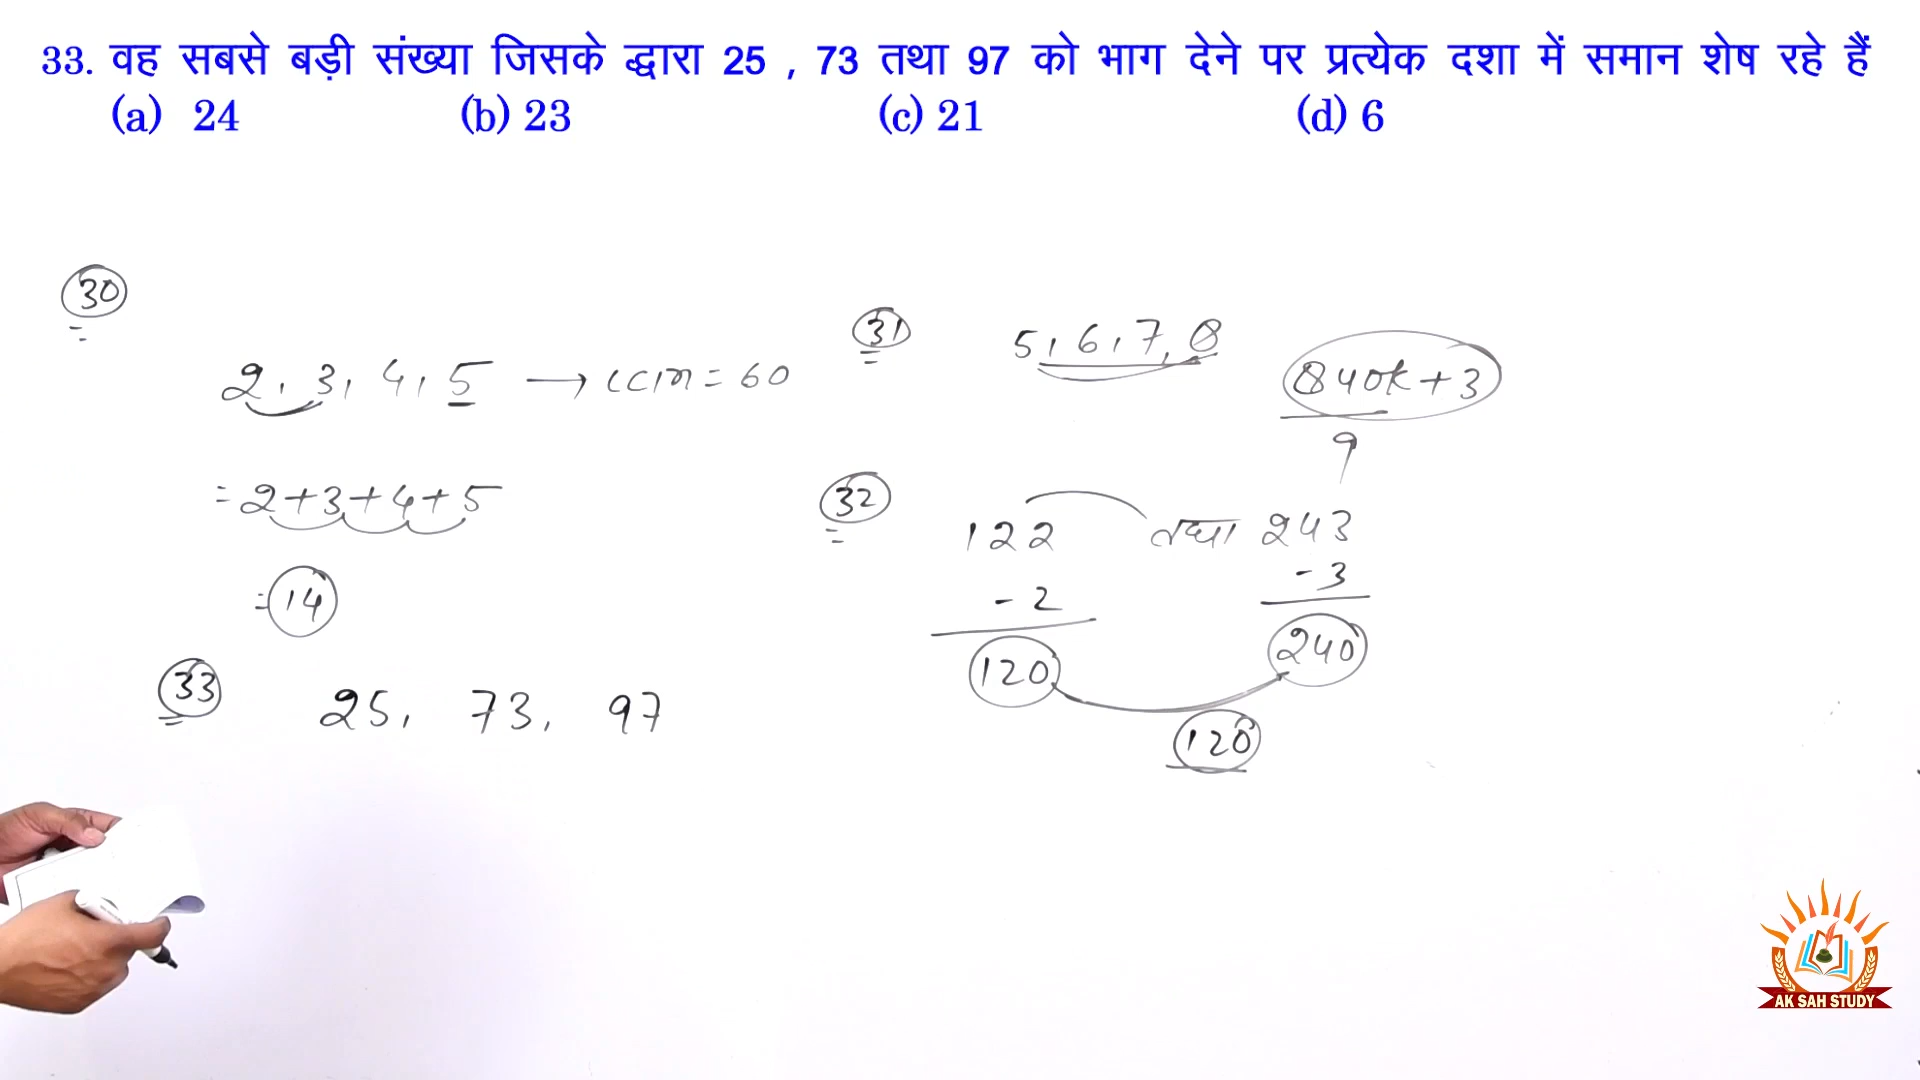 33. वह सबसे बड़ी संख्या जिसके द्धारा 25 , 73 तथा 97 को भाग देने पर प्रत्येक दशा में समान शेष रहे हैं
(a) 24 (b) 23 (c) 21 (d) 6
30
2, 3, 4, 5 → LCM = 60
= 2+3+4+5
= 14
31
5, 6, 7, 8
840k+3
9
32
122 तथा 243
- 2 - 3
120 240
120
33
25, 73, 97
AK SAH STUDY